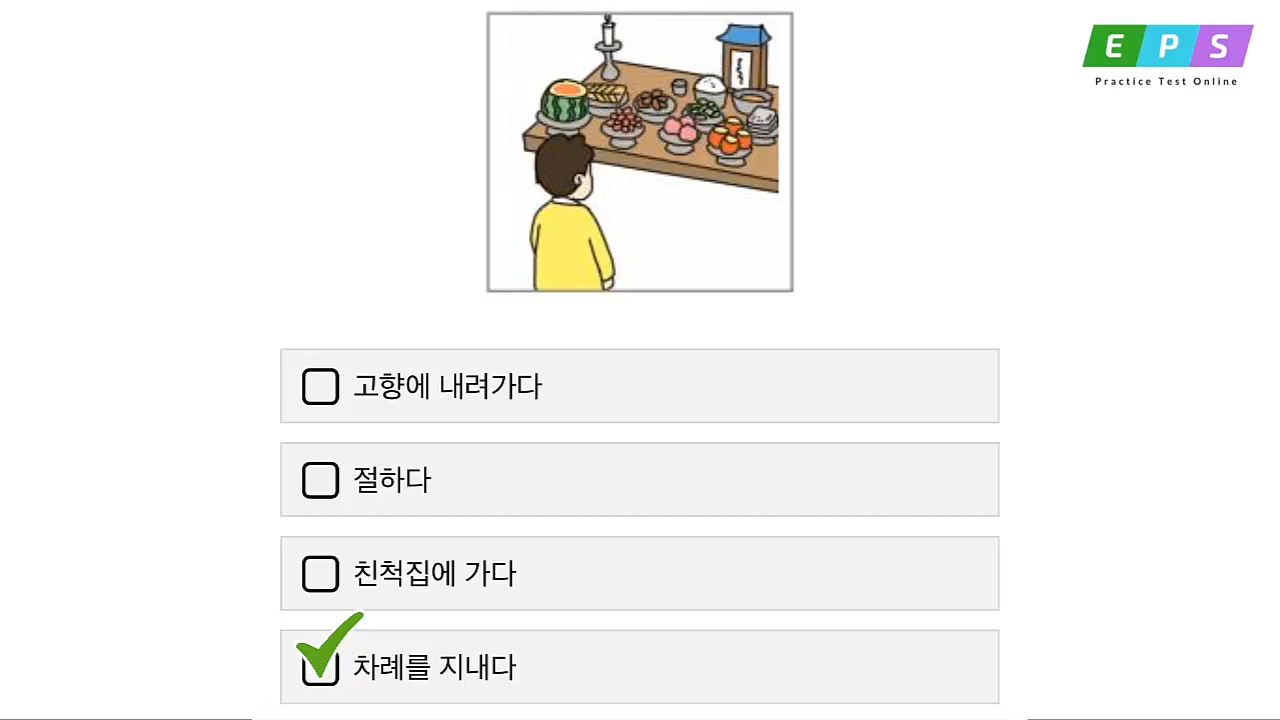 EPS
Practice Test Online
고향에 내려가다
절하다
친척집에 가다
차례를 지내다